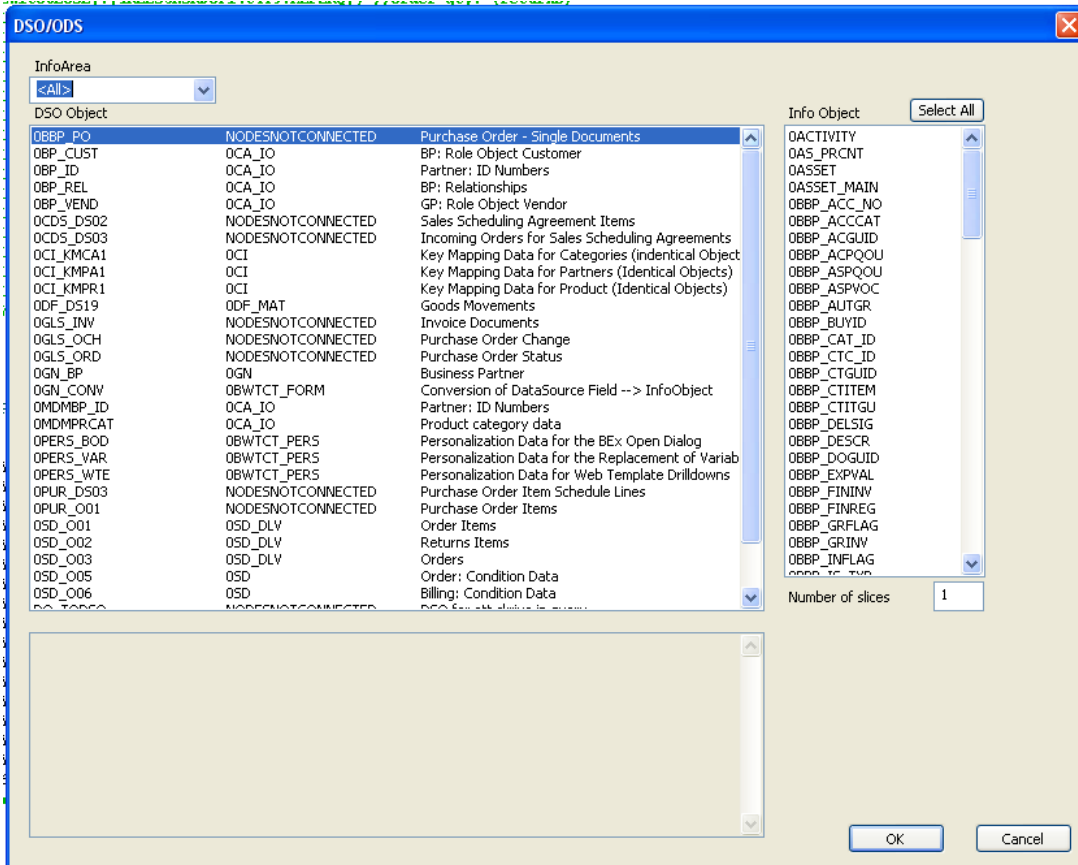 DSO/ODS
InfoArea
<All>
DSO Object
Info Object
Select All
0BBP_PO NODESNOTCONNECTED Purchase Order - Single Documents
0BP_CUST 0CA_IO BP: Role Object Customer
0BP_ID 0CA_IO Partner: ID Numbers
0BP_REL 0CA_IO BP: Relationships
0BP_VEND 0CA_IO GP: Role Object Vendor
0CDS_DS02 NODESNOTCONNECTED Sales Scheduling Agreement Items
0CDS_DS03 NODESNOTCONNECTED Incoming Orders for Sales Scheduling Agreements
0CI_KMCA1 0CI Key Mapping Data for Categories (indentical Object
0CI_KMPA1 0CI Key Mapping Data for Partners (Identical Objects)
0CI_KMPR1 0CI Key Mapping Data for Product (Identical Objects)
0DF_DS19 0DF_MAT Goods Movements
0GLS_INV NODESNOTCONNECTED Invoice Documents
0GLS_OCH NODESNOTCONNECTED Purchase Order Change
0GLS_ORD NODESNOTCONNECTED Purchase Order Status
0GN_BP 0GN Business Partner
0GN_CONV 0BWTCT_FORM Conversion of DataSource Field --> InfoObject
0MDMBP_ID 0CA_IO Partner: ID Numbers
0MDMPRCAT 0CA_IO Product category data
0PERS_BOD 0BWTCT_PERS Personalization Data for the BEx Open Dialog
0PERS_VAR 0BWTCT_PERS Personalization Data for the Replacement of Variab
0PERS_WTE 0BWTCT_PERS Personalization Data for Web Template Drilldowns
0PUR_DS03 NODESNOTCONNECTED Purchase Order Item Schedule Lines
0PUR_O01 NODESNOTCONNECTED Purchase Order Items
0SD_O01 0SD_DLV Order Items
0SD_O02 0SD_DLV Returns Items
0SD_O03 0SD_DLV Orders
0SD_O05 0SD Order: Condition Data
0SD_O06 0SD Billing: Condition Data
0ACTIVITY
0AS_PRCNT
0ASSET
0ASSET_MAIN
0BBP_ACC_NO
0BBP_ACCCAT
0BBP_ACGUID
0BBP_ACPQOU
0BBP_ASPQOU
0BBP_ASPVOC
0BBP_AUTGR
0BBP_BUYID
0BBP_CAT_ID
0BBP_CTC_ID
0BBP_CTGUID
0BBP_CTITEM
0BBP_CTITGU
0BBP_DELSIG
0BBP_DESCR
0BBP_DOGUID
0BBP_EXPVAL
0BBP_FININV
0BBP_FINREG
0BBP_GRFLAG
0BBP_GRINV
0BBP_INFLAG
Number of slices 1
OK
Cancel